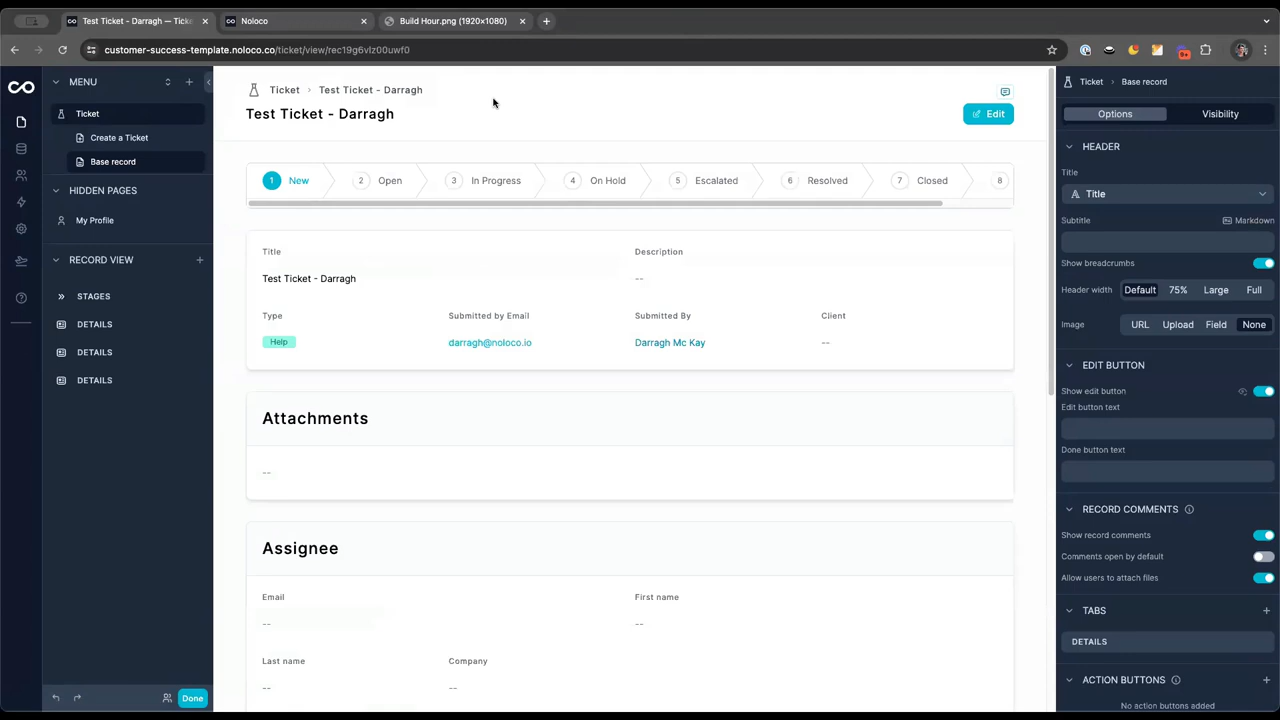 Test Ticket - Darragh — Tick
Noloco
Build Hour.png (1920×1080)
customer-success-template.noloco.co/ticket/view/rec19g6vIz00uwf0
9+
MENU
Ticket
Create a Ticket
Base record
HIDDEN PAGES
My Profile
RECORD VIEW
STAGES
DETAILS
DETAILS
DETAILS
Done
Ticket › Test Ticket - Darragh
Test Ticket - Darragh
Edit
1 New
2 Open
3 In Progress
4 On Hold
5 Escalated
6 Resolved
7 Closed
8
Title
Description
Test Ticket - Darragh
--
Type
Submitted by Email
Submitted By
Client
Help
darragh@noloco.io
Darragh Mc Kay
--
Attachments
--
Assignee
Email
First name
--
--
Last name
Company
--
--
Ticket › Base record
Options
Visibility
HEADER
Title
Title
Subtitle
Markdown
Show breadcrumbs
Header width
Default
75%
Large
Full
Image
URL
Upload
Field
None
EDIT BUTTON
Show edit button
Edit button text
Done button text
RECORD COMMENTS
Show record comments
Comments open by default
Allow users to attach files
TABS
DETAILS
ACTION BUTTONS
No action buttons added